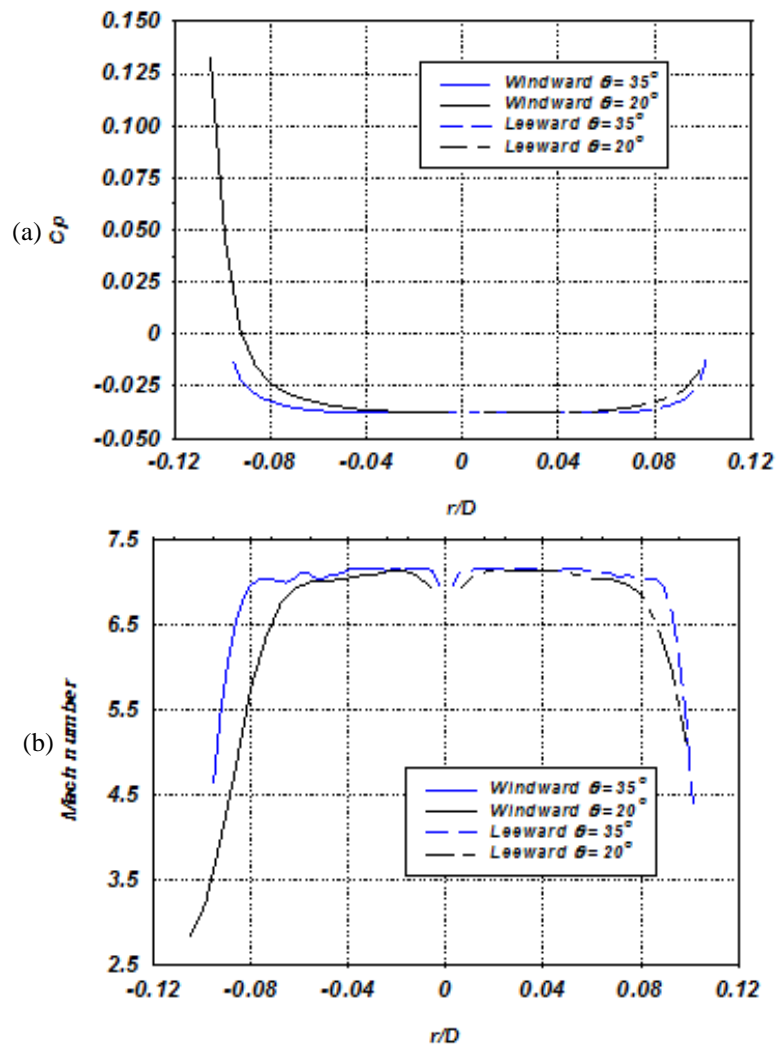 0.150
0.125
0.100
0.075
0.050
0.025
0
-0.025
-0.050
(a) Cp
Windward θ = 35°
Windward θ = 20°
Leeward θ = 35°
Leeward θ = 20°
-0.12 -0.08 -0.04 0 0.04 0.08 0.12
r/D
7.5
6.5
5.5
4.5
3.5
2.5
(b) Mach number
Windward θ = 35°
Windward θ = 20°
Leeward θ = 35°
Leeward θ = 20°
-0.12 -0.08 -0.04 0 0.04 0.08 0.12
r/D